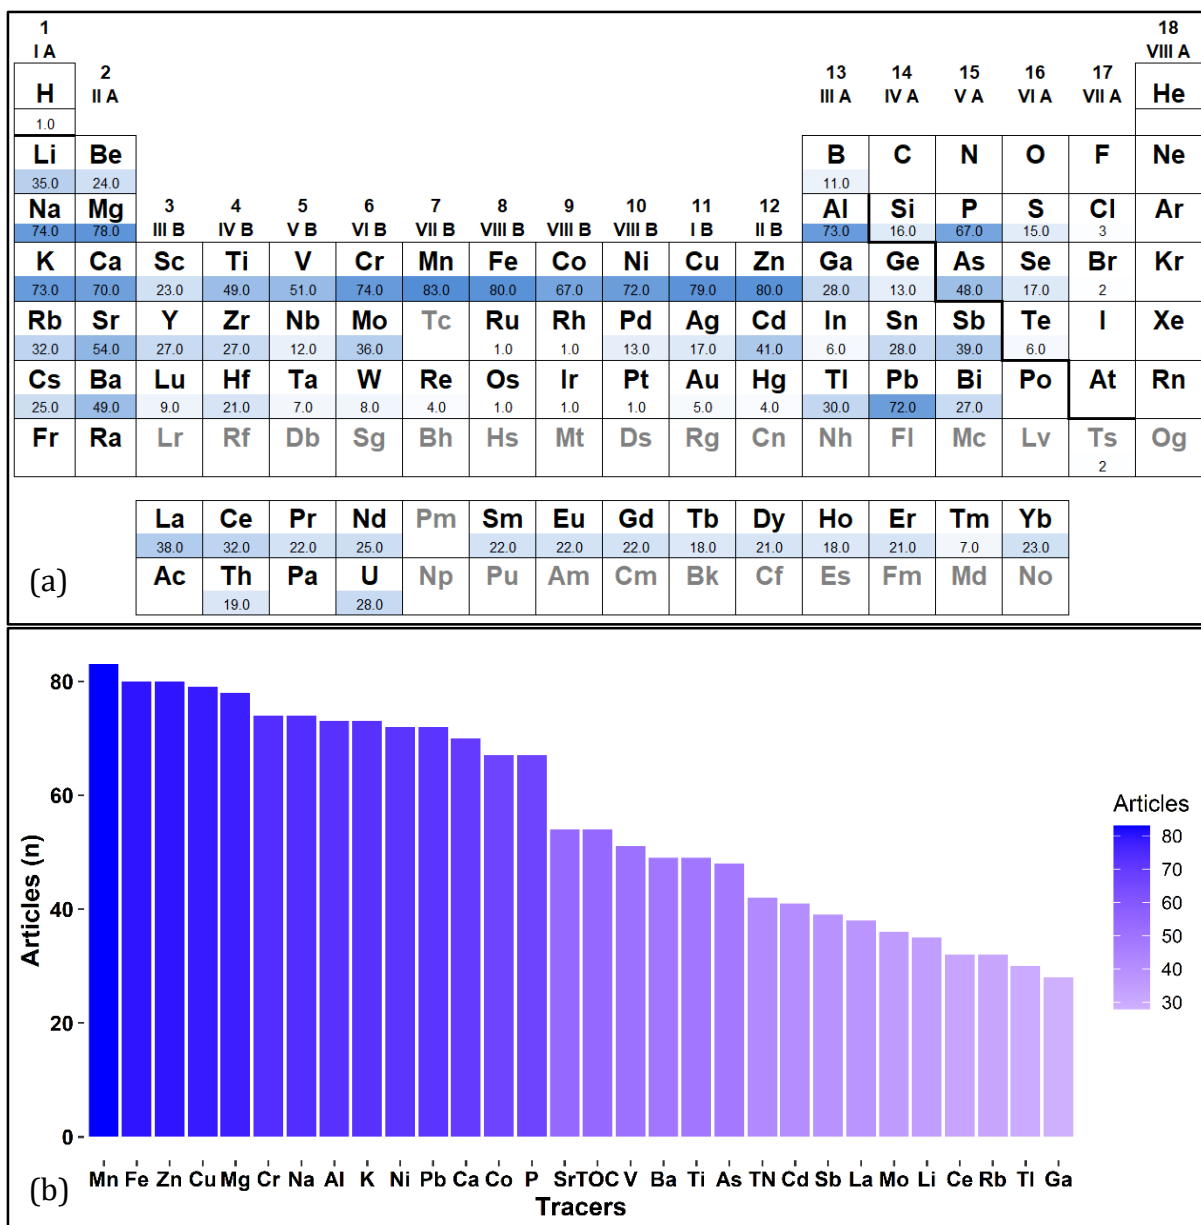 1 18
I A VIII A
2 13 14 15 16 17
H II A III A IV A V A VI A VII A He
1.0
Li Be B C N O F Ne
35.0 24.0 11.0
Na Mg 3 4 5 6 7 8 9 10 11 12 Al Si P S Cl Ar
74.0 78.0 III B IV B V B VI B VII B VIII B VIII B VIII B I B II B 73.0 16.0 67.0 15.0 3
K Ca Sc Ti V Cr Mn Fe Co Ni Cu Zn Ga Ge As Se Br Kr
73.0 70.0 23.0 49.0 51.0 74.0 83.0 80.0 67.0 72.0 79.0 80.0 28.0 13.0 48.0 17.0 2
Rb Sr Y Zr Nb Mo Tc Ru Rh Pd Ag Cd In Sn Sb Te I Xe
32.0 54.0 27.0 27.0 12.0 36.0 1.0 1.0 13.0 17.0 41.0 6.0 28.0 39.0 6.0
Cs Ba Lu Hf Ta W Re Os Ir Pt Au Hg Tl Pb Bi Po At Rn
25.0 49.0 9.0 21.0 7.0 8.0 4.0 1.0 1.0 1.0 5.0 4.0 30.0 72.0 27.0
Fr Ra Lr Rf Db Sg Bh Hs Mt Ds Rg Cn Nh Fl Mc Lv Ts Og
2
La Ce Pr Nd Pm Sm Eu Gd Tb Dy Ho Er Tm Yb
38.0 32.0 22.0 25.0 22.0 22.0 22.0 18.0 21.0 18.0 21.0 7.0 23.0
Ac Th Pa U Np Pu Am Cm Bk Cf Es Fm Md No
19.0 28.0
(a)
Articles (n)
80
60
40
20
0
Mn Fe Zn Cu Mg Cr Na Al K Ni Pb Ca Co P Sr TOC V Ba Ti As TN Cd Sb La Mo Li Ce Rb Tl Ga
Tracers
(b)
Articles
80
70
60
50
40
30